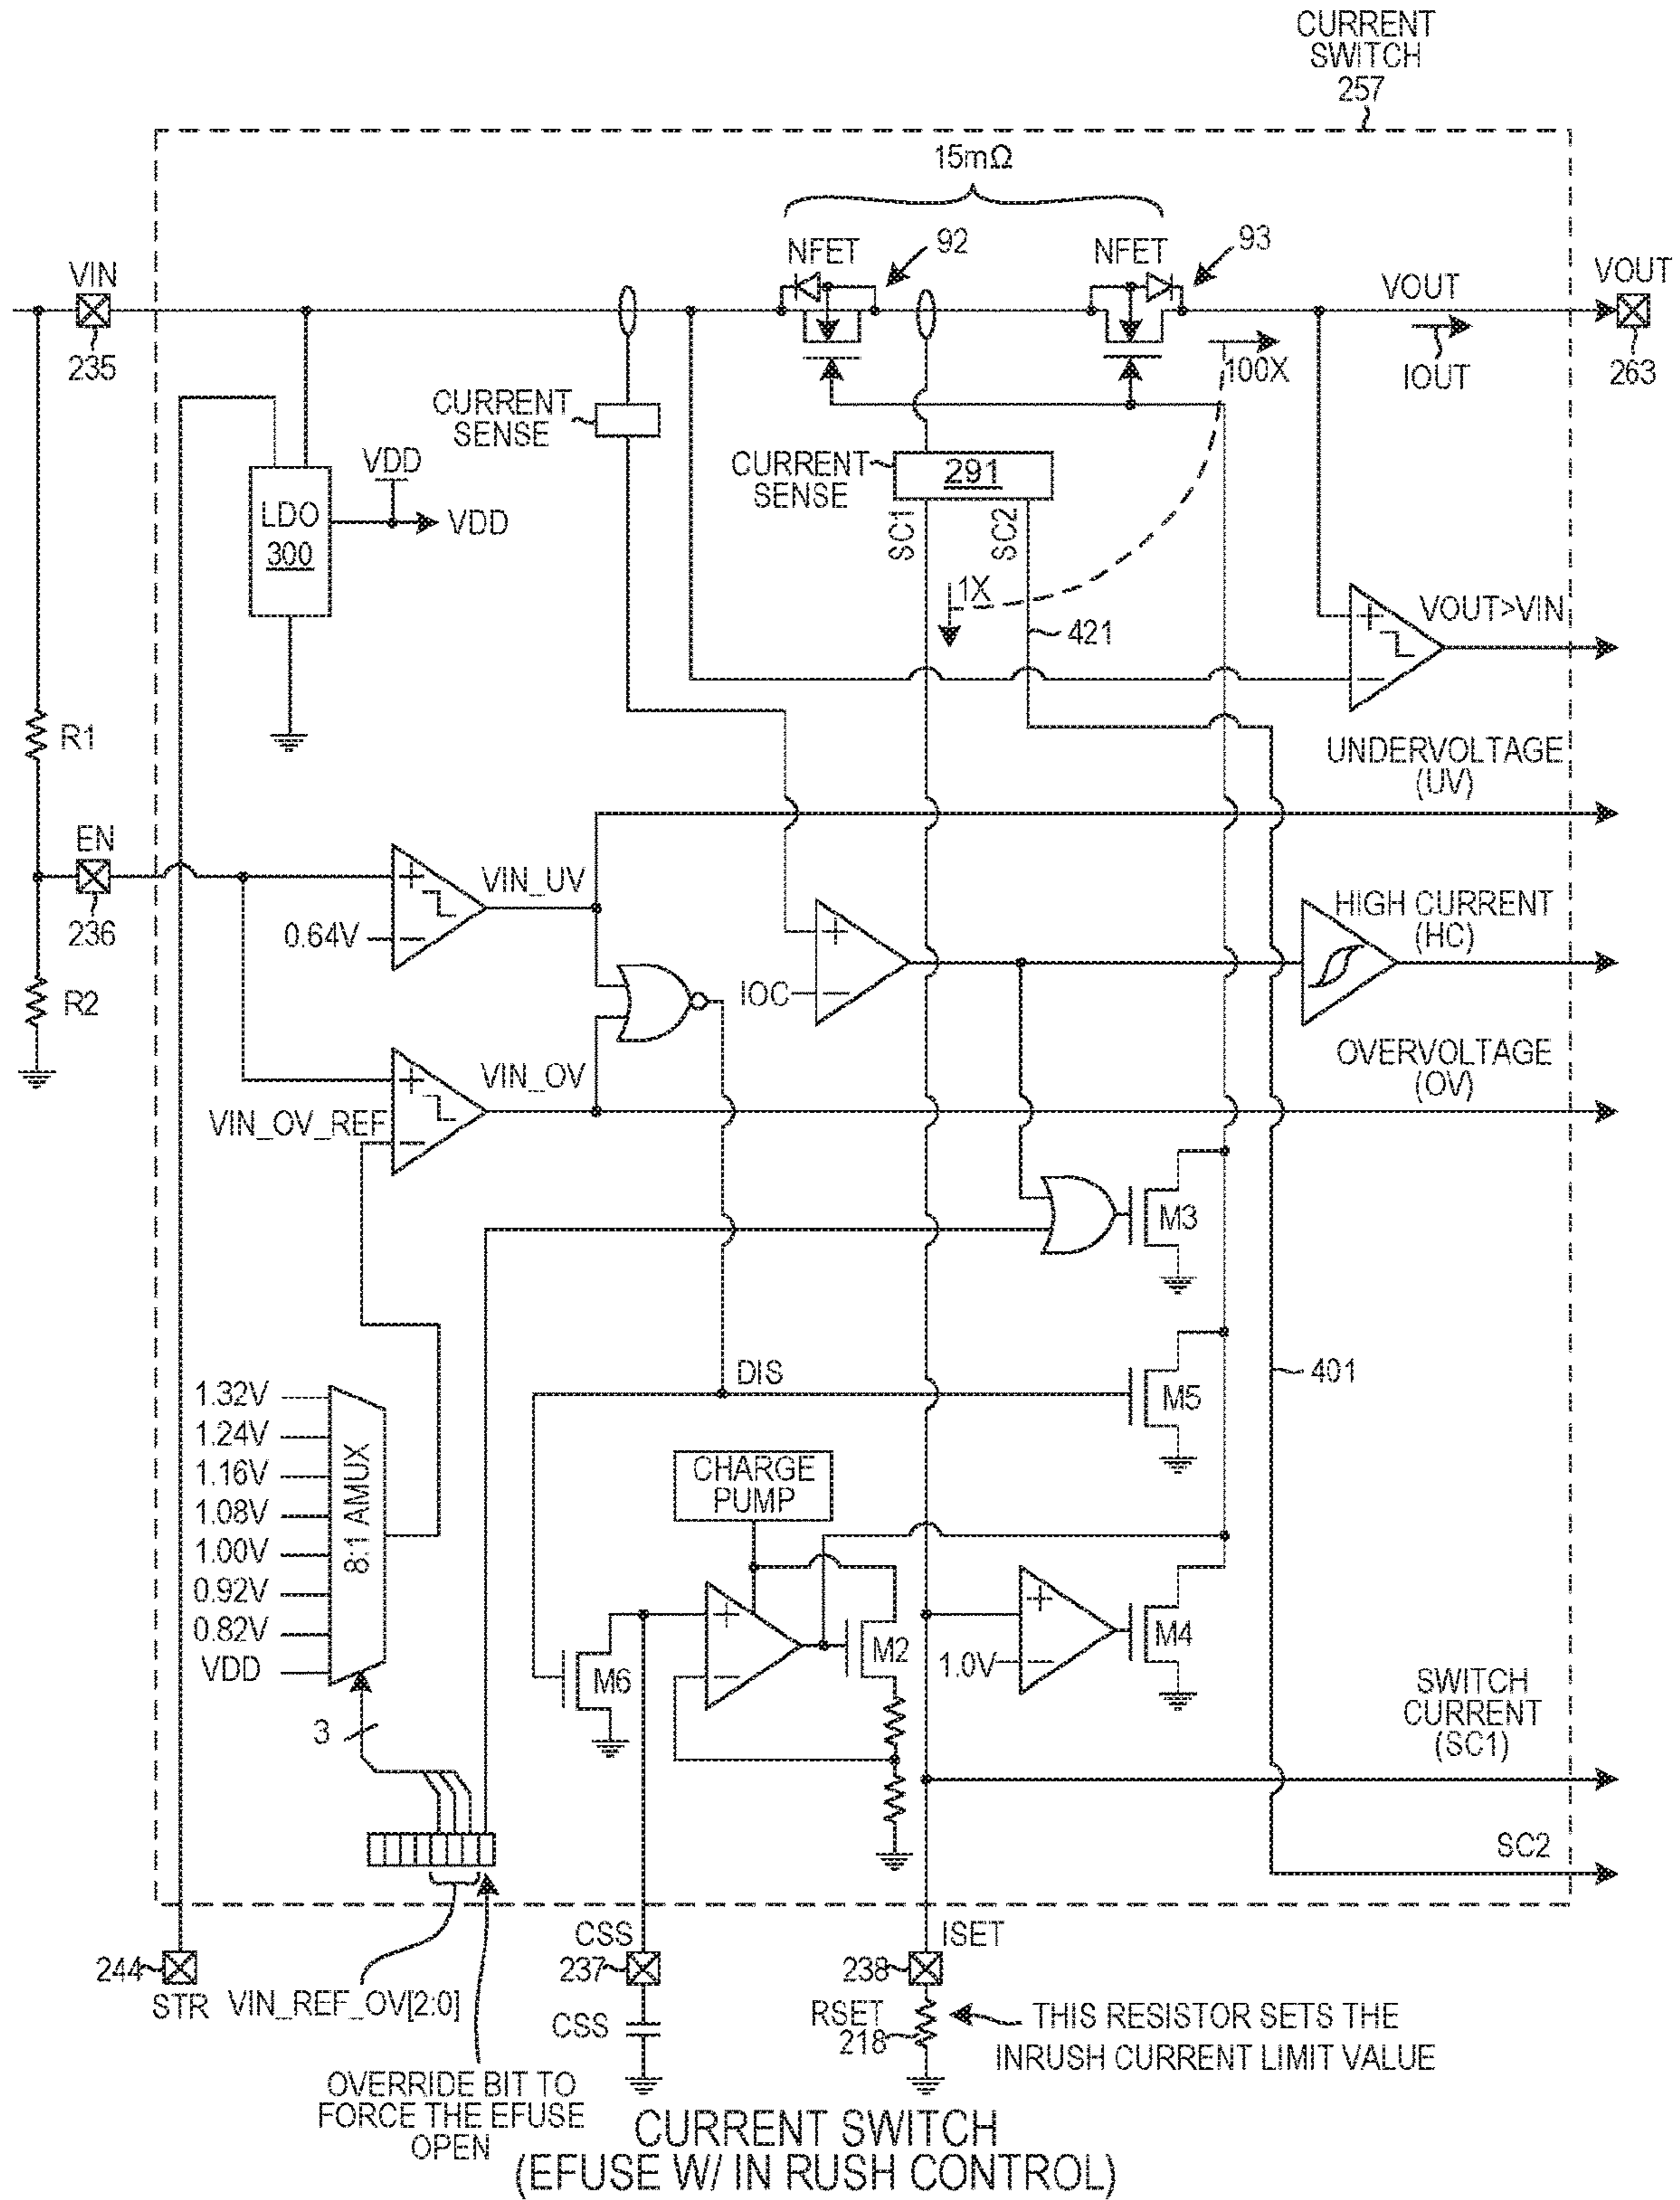 CURRENT
SWITCH
257
15mΩ
NFET
92
NFET
93
VIN
235
VOUT
IOUT
VOUT
263
100X
CURRENT
SENSE
CURRENT
SENSE
291
SC1
SC2
1X
421
VDD
LDO
300
VDD
VOUT>VIN
R1
UNDERVOLTAGE
(UV)
EN
236
VIN_UV
0.64V
+
−
HIGH CURRENT
(HC)
IOC
+
−
R2
VIN_OV
VIN_OV_REF
+
−
OVERVOLTAGE
(OV)
M3
DIS
M5
401
1.32V
1.24V
1.16V
1.08V
1.00V
0.92V
0.82V
VDD
8:1 AMUX
3
CHARGE
PUMP
M6
+
−
M2
1.0V
+
−
M4
SWITCH
CURRENT
(SC1)
SC2
244
STR
VIN_REF_OV[2:0]
OVERRIDE BIT TO
FORCE THE EFUSE
OPEN
CSS
237
CSS
ISET
238
RSET
218
THIS RESISTOR SETS THE
INRUSH CURRENT LIMIT VALUE
CURRENT SWITCH
(EFUSE W/ IN RUSH CONTROL)